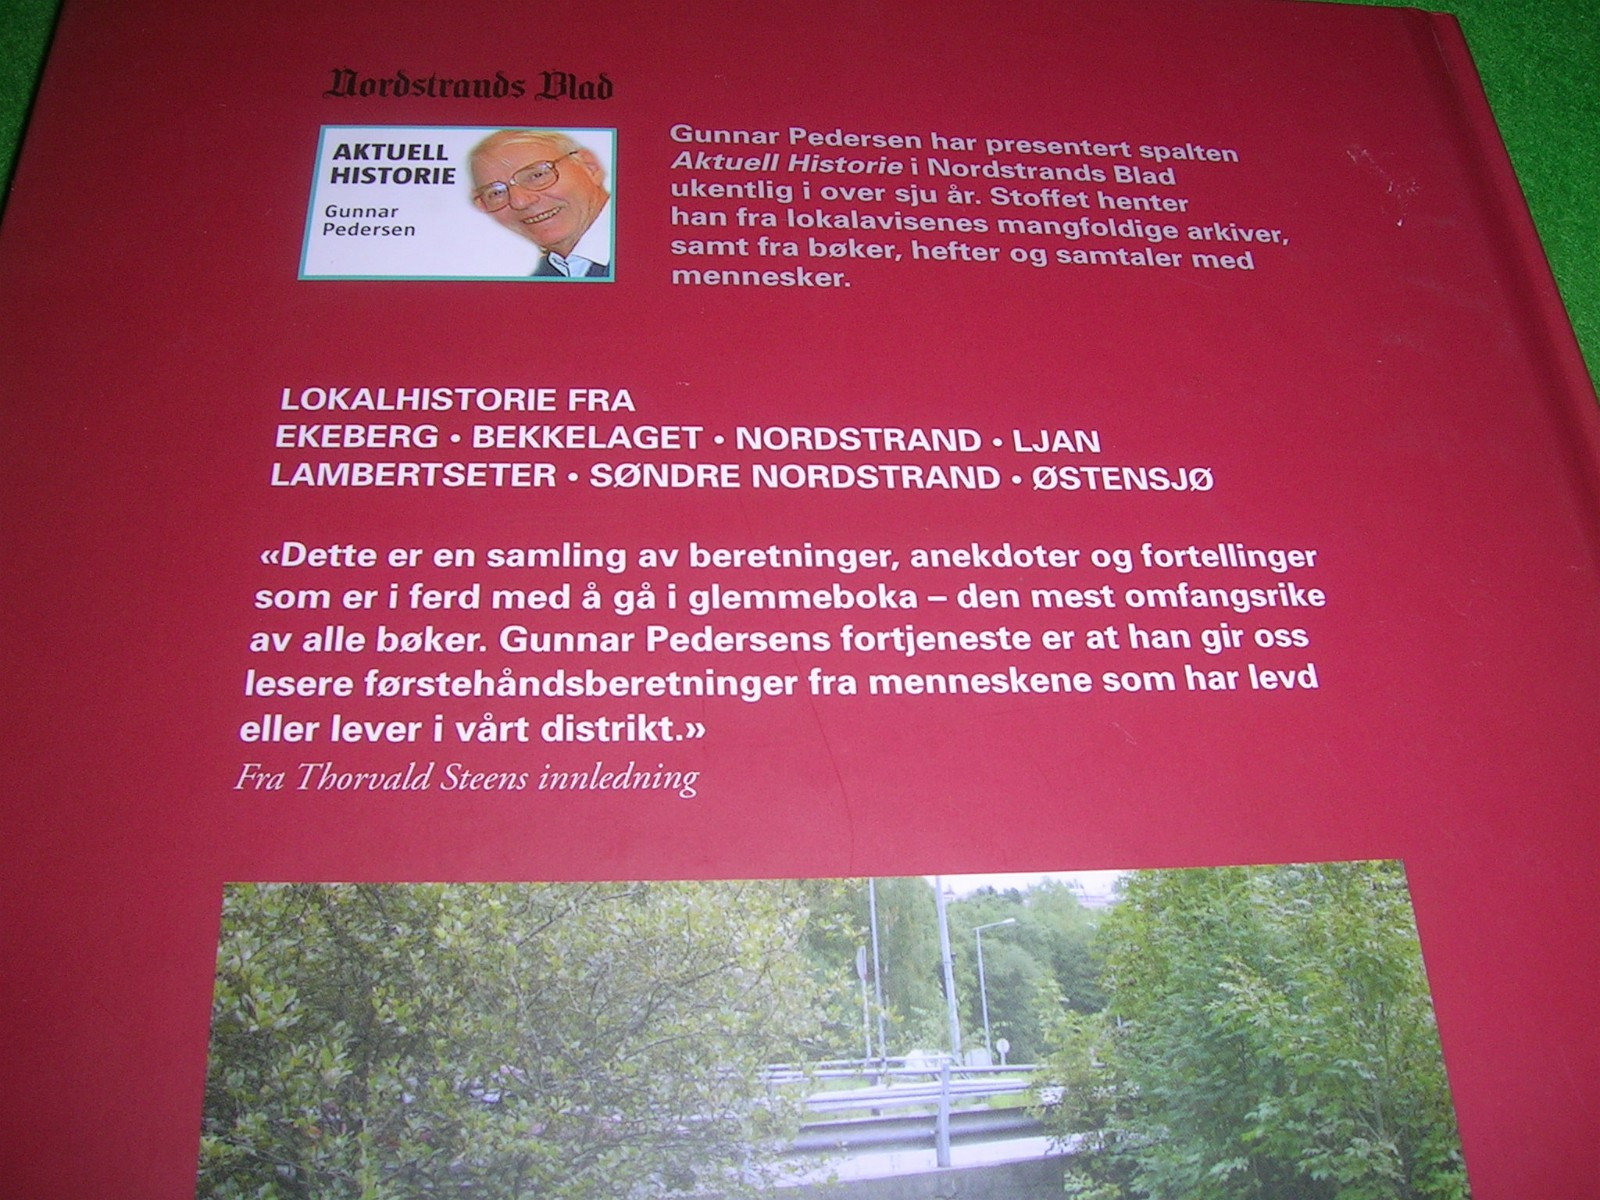 Nordstrands Blad
AKTUELL
HISTORIE
Gunnar
Pedersen
Gunnar Pedersen har presentert spalten
Aktuell Historie i Nordstrands Blad
ukentlig i over sju år. Stoffet henter
han fra lokalavisenes mangfoldige arkiver,
samt fra bøker, hefter og samtaler med
mennesker.
LOKALHISTORIE FRA
EKEBERG • BEKKELAGET • NORDSTRAND • LJAN
LAMBERTSETER • SØNDRE NORDSTRAND • ØSTENSJØ
«Dette er en samling av beretninger, anekdoter og fortellinger
som er i ferd med å gå i glemmeboka – den mest omfangsrike
av alle bøker. Gunnar Pedersens fortjeneste er at han gir oss
lesere førstehåndsberetninger fra menneskene som har levd
eller lever i vårt distrikt.»
Fra Thorvald Steens innledning